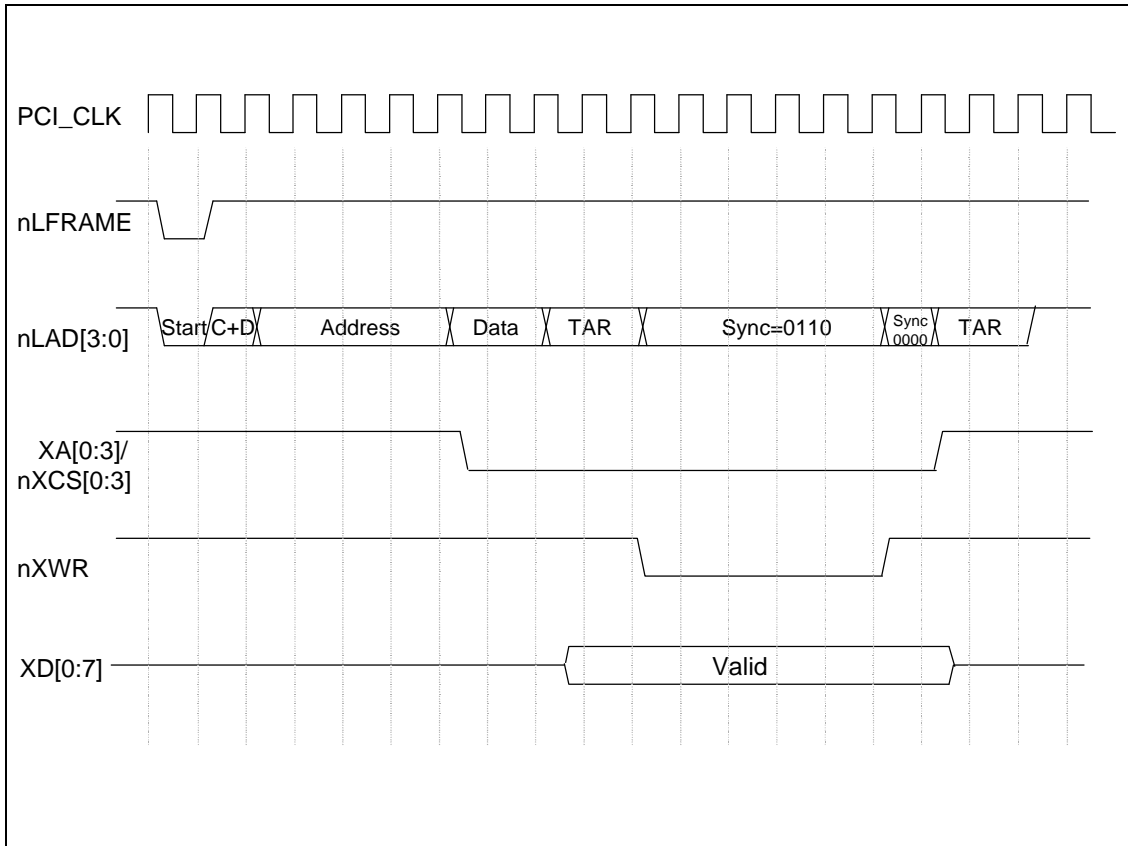 PCI_CLK
nLFRAME
nLAD[3:0]
Start
C+D
Address
Data
TAR
Sync=0110
Sync
0000
TAR
XA[0:3]/
nXCS[0:3]
nXWR
XD[0:7]
Valid